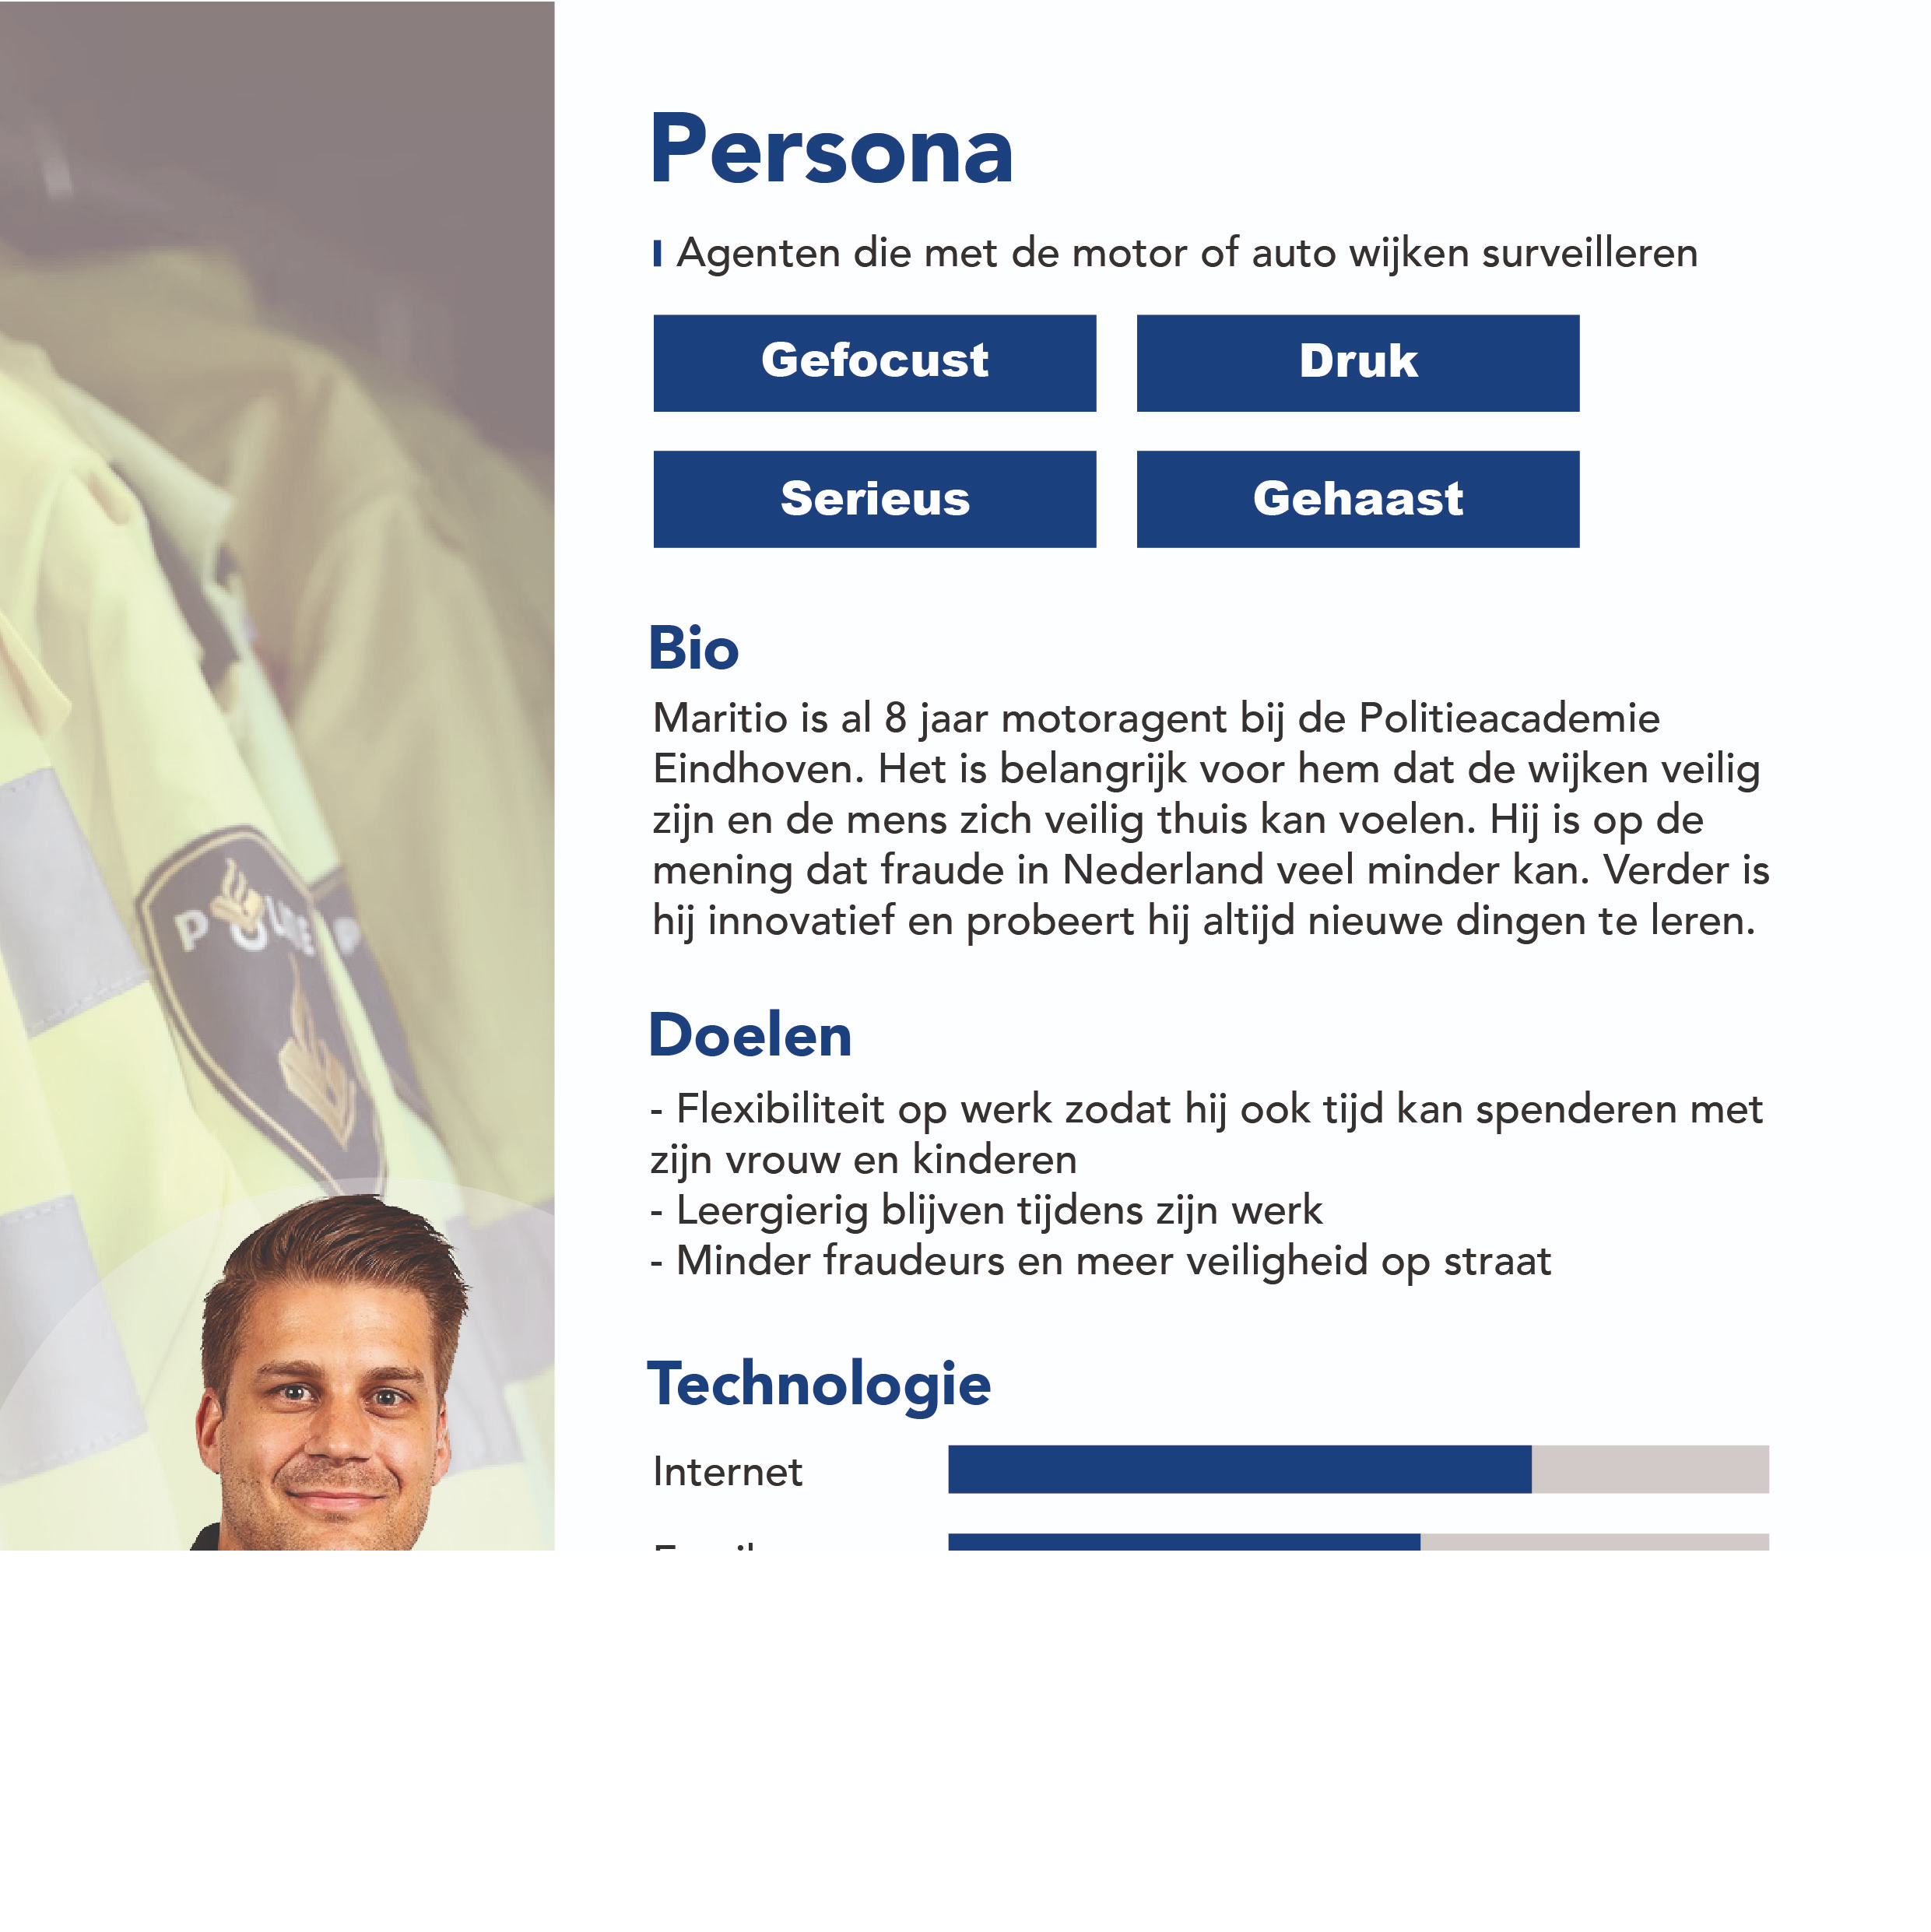 Persona
I Agenten die met de motor of auto wijken surveilleren
Gefocust
Druk
Serieus
Gehaast
Bio
Maritio is al 8 jaar motoragent bij de Politieacademie
Eindhoven. Het is belangrijk voor hem dat de wijken veilig
zijn en de mens zich veilig thuis kan voelen. Hij is op de
mening dat fraude in Nederland veel minder kan. Verder is
hij innovatief en probeert hij altijd nieuwe dingen te leren.
Doelen
- Flexibiliteit op werk zodat hij ook tijd kan spenderen met
zijn vrouw en kinderen
- Leergierig blijven tijdens zijn werk
- Minder fraudeurs en meer veiligheid op straat
Technologie
Internet
POLITIE